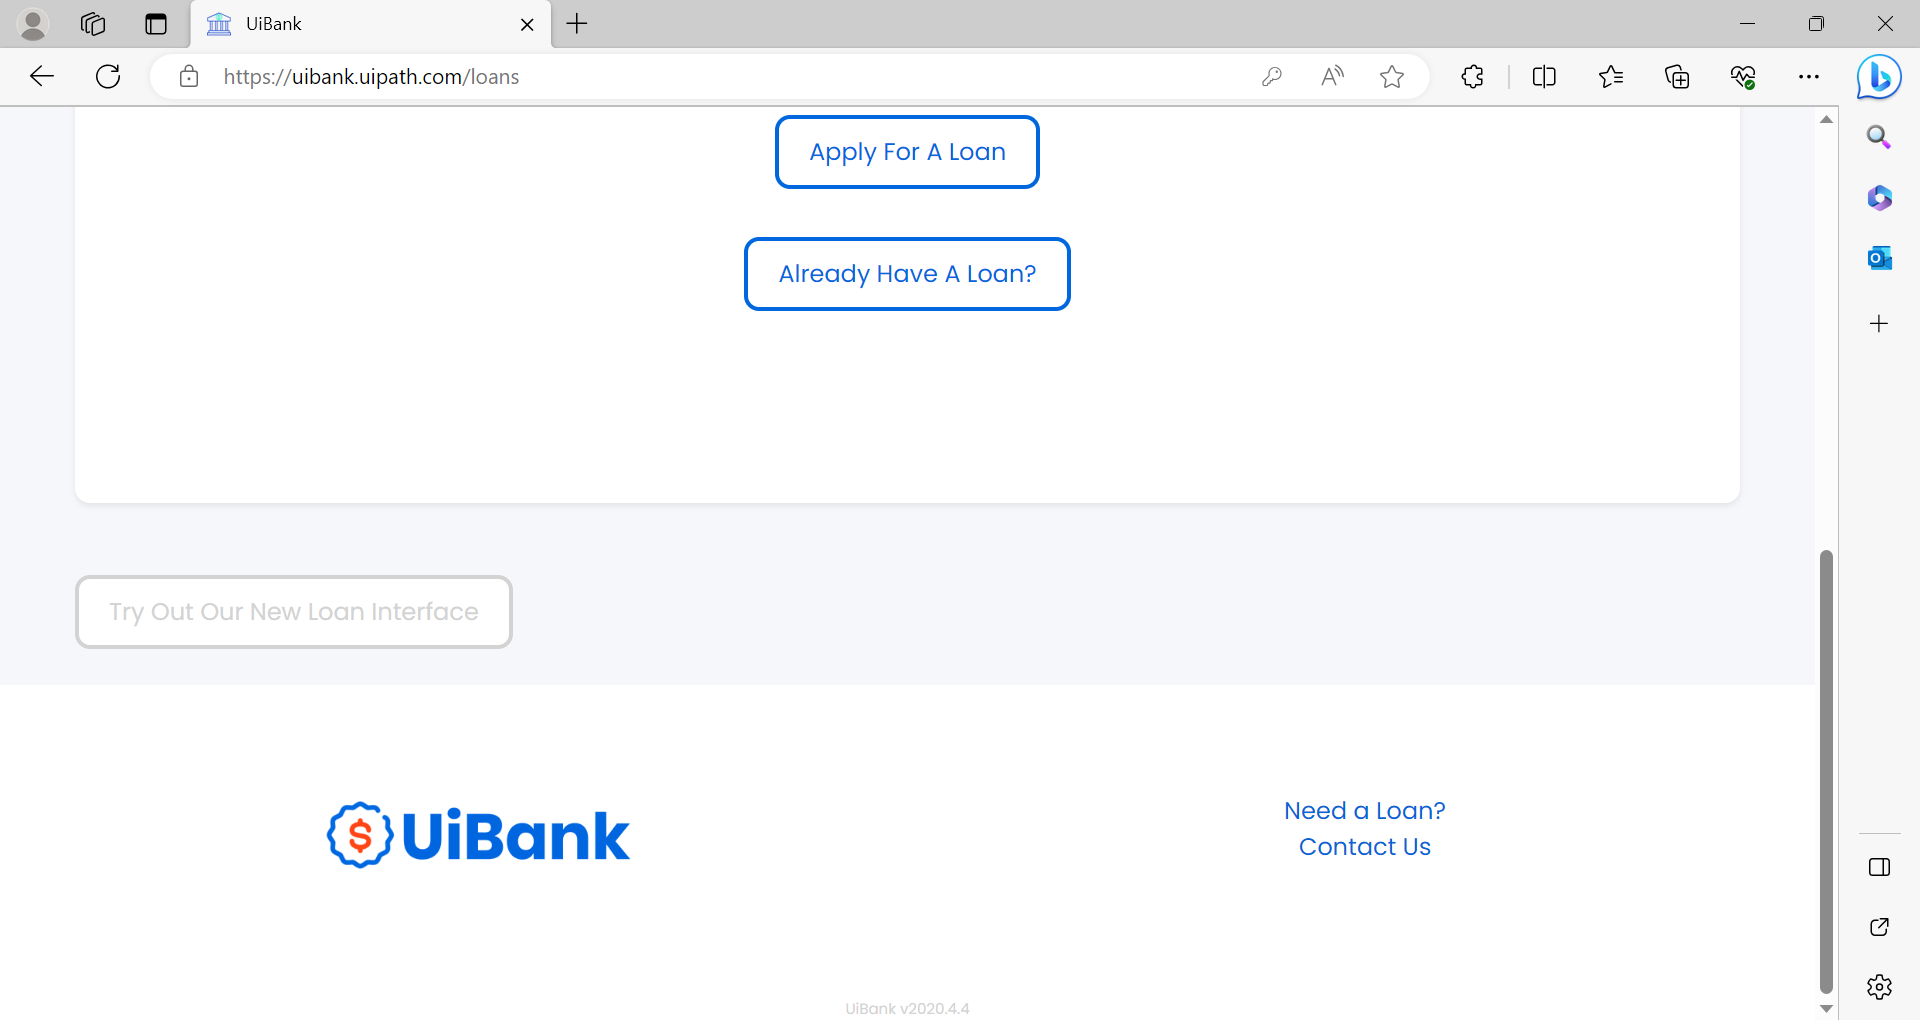 UiBank
https://uibank.uipath.com/loans
Apply For A Loan
Already Have A Loan?
Try Out Our New Loan Interface
$ UiBank
Need a Loan?
Contact Us
UiBank v2020.4.4